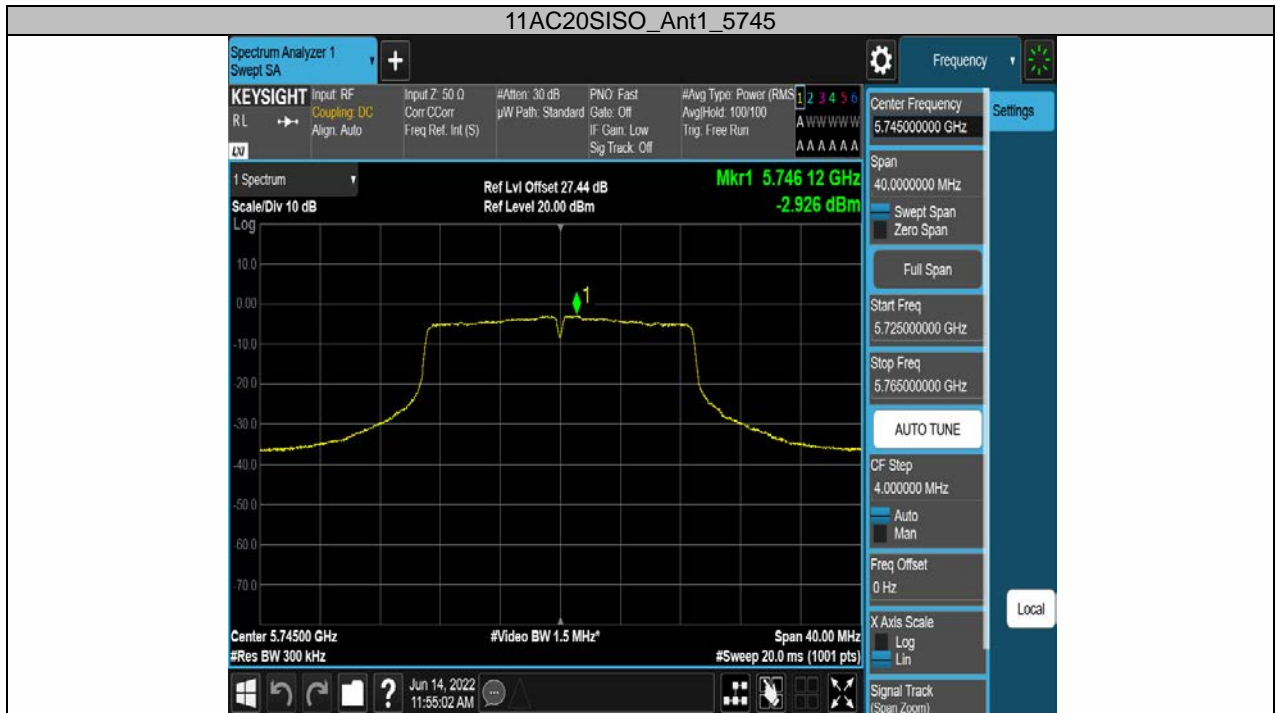 11AC20SISO_Ant1_5745
Spectrum Analyzer 1
Swept SA
+
Frequency
KEYSIGHT
RL
LXI
Input: RF
Coupling: DC
Align: Auto
Input Z: 50 Ω
Corr CCorr
Freq Ref: Int (S)
#Atten: 30 dB
µW Path: Standard
PNO: Fast
Gate: Off
IF Gain: Low
Sig Track: Off
#Avg Type: Power (RMS
Avg|Hold: 100/100
Trig: Free Run
1 2 3 4 5 6
A W W W W W
A A A A A A
1 Spectrum
Scale/Div 10 dB
Ref Lvl Offset 27.44 dB
Ref Level 20.00 dBm
Mkr1 5.746 12 GHz
-2.926 dBm
Log
10.0
0.00
-10.0
-20.0
-30.0
-40.0
-50.0
-60.0
-70.0
1
Center 5.74500 GHz
#Res BW 300 kHz
#Video BW 1.5 MHz*
Span 40.00 MHz
#Sweep 20.0 ms (1001 pts)
?
Jun 14, 2022
11:55:02 AM
Center Frequency
5.745000000 GHz
Span
40.0000000 MHz
Swept Span
Zero Span
Full Span
Start Freq
5.725000000 GHz
Stop Freq
5.765000000 GHz
AUTO TUNE
CF Step
4.000000 MHz
Auto
Man
Freq Offset
0 Hz
X Axis Scale
Log
Lin
Signal Track
(Span Zoom)
Settings
Local